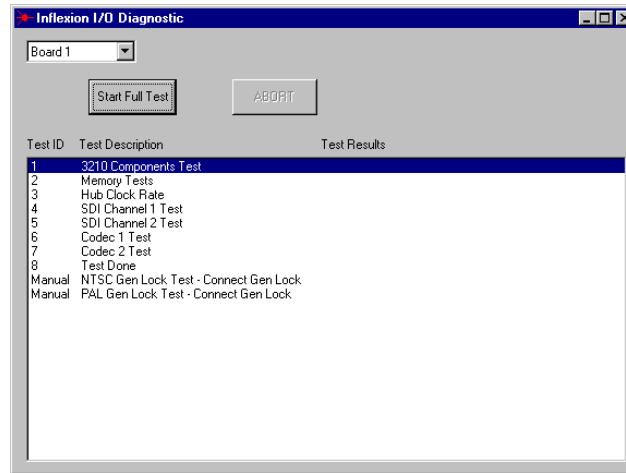 Inflexion I/O Diagnostic
Board 1
Start Full Test ABORT
Test ID Test Description Test Results
1 3210 Components Test
2 Memory Tests
3 Hub Clock Rate
4 SDI Channel 1 Test
5 SDI Channel 2 Test
6 Codec 1 Test
7 Codec 2 Test
8 Test Done
Manual NTSC Gen Lock Test - Connect Gen Lock
Manual PAL Gen Lock Test - Connect Gen Lock